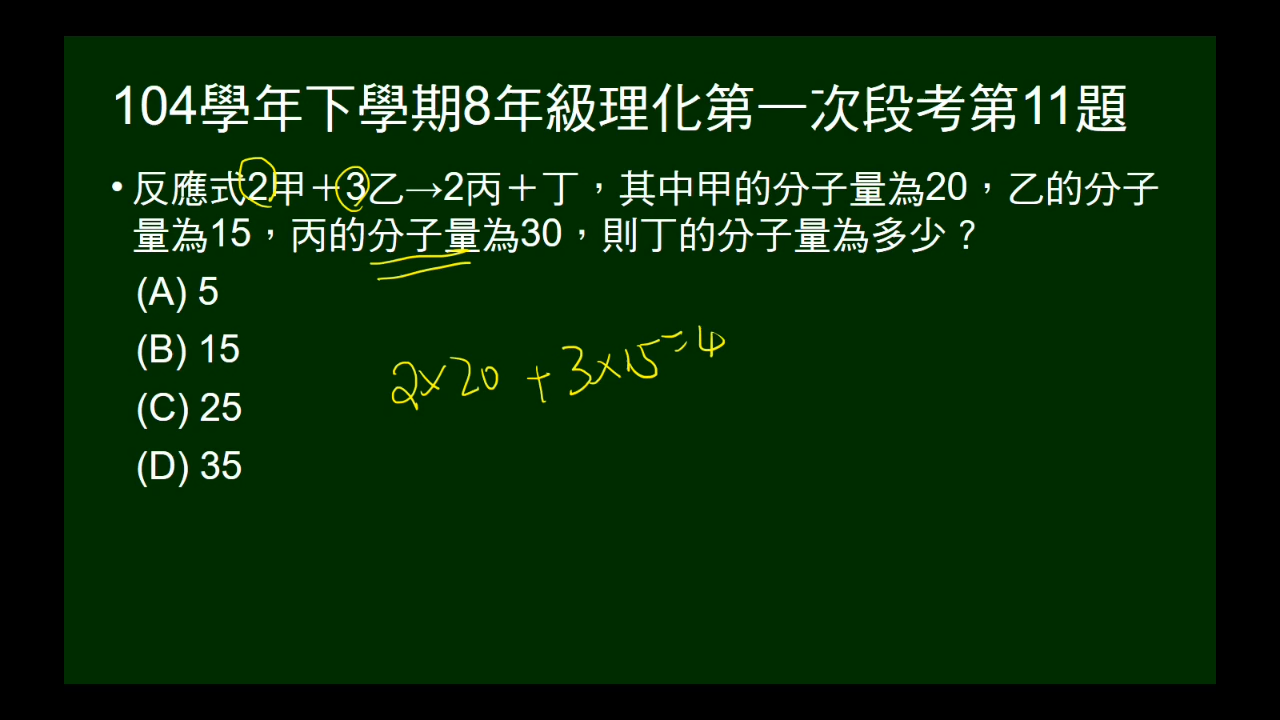 104學年下學期8年級理化第一次段考第11題
• 反應式2甲＋3乙→2丙＋丁，其中甲的分子量為20，乙的分子
量為15，丙的分子量為30，則丁的分子量為多少？
(A) 5
(B) 15
(C) 25
(D) 35
2×20 + 3×15 = 4